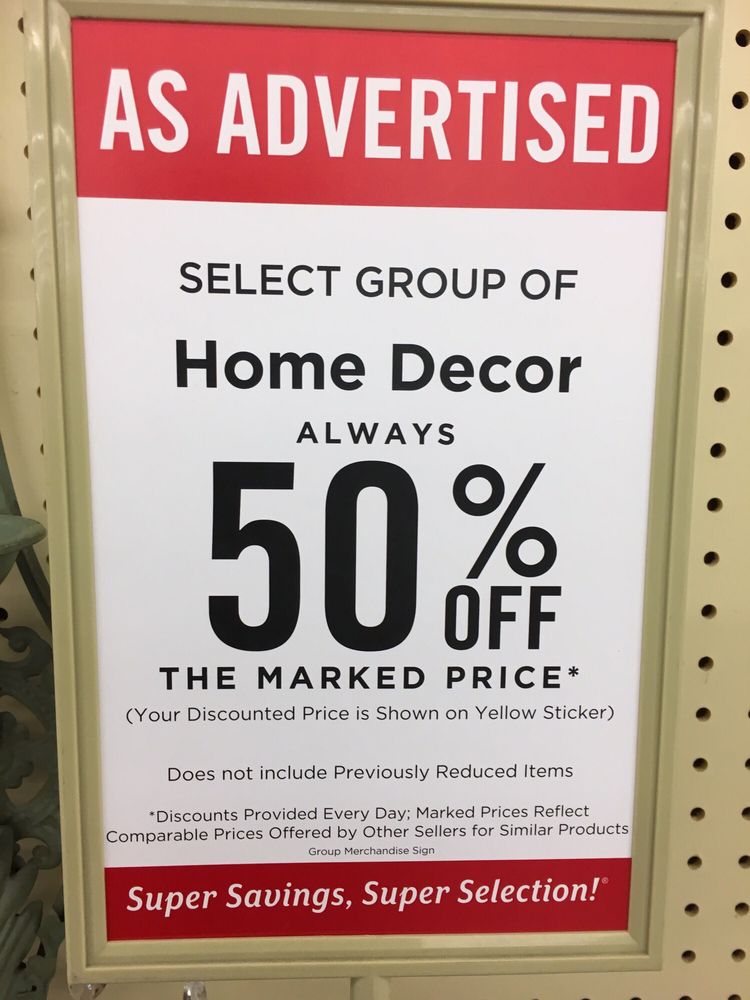 AS ADVERTISED
SELECT GROUP OF
Home Decor
ALWAYS
50%
OFF
THE MARKED PRICE*
(Your Discounted Price is Shown on Yellow Sticker)
Does not include Previously Reduced Items
*Discounts Provided Every Day; Marked Prices Reflect
Comparable Prices Offered by Other Sellers for Similar Products
Group Merchandise Sign
Super Savings, Super Selection!®